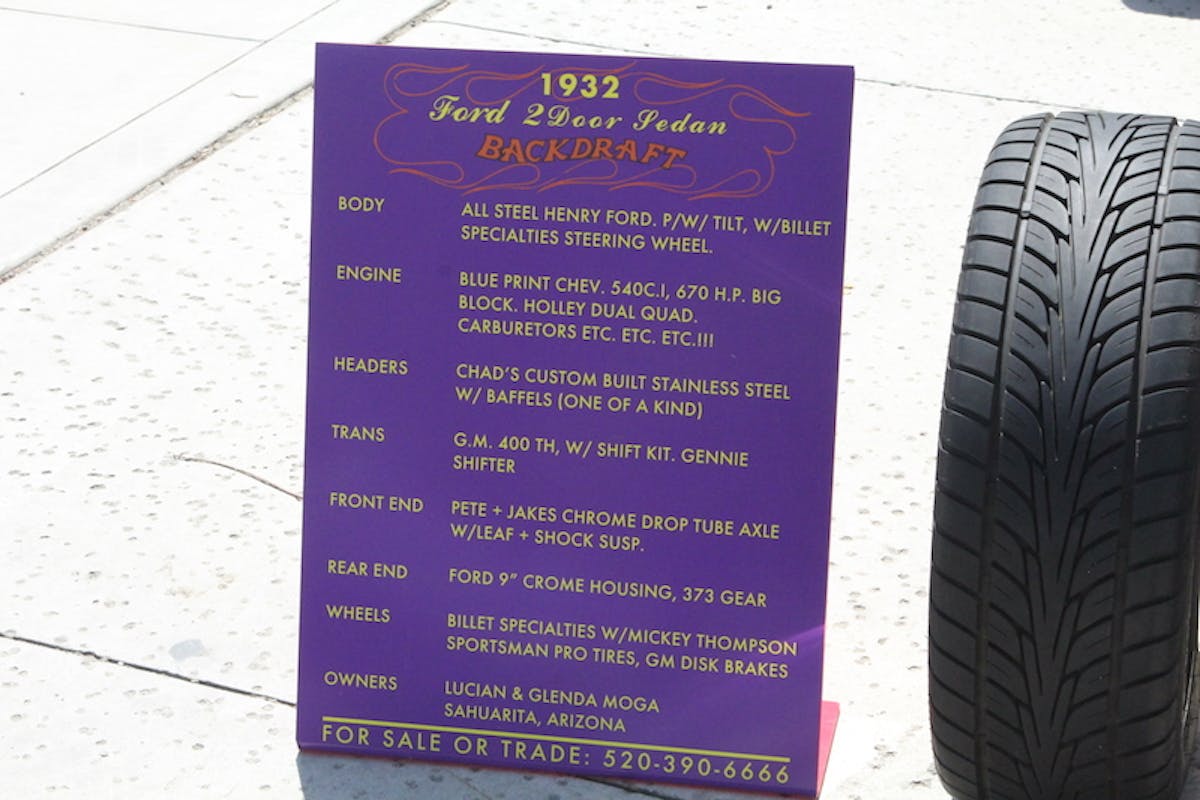 1932
Ford 2Door Sedan
BACKDRAFT
BODY
ALL STEEL HENRY FORD. P/W/ TILT, W/BILLET
SPECIALTIES STEERING WHEEL.
ENGINE
BLUE PRINT CHEV. 540C.I, 670 H.P. BIG
BLOCK. HOLLEY DUAL QUAD.
CARBURETORS ETC. ETC. ETC.!!!
HEADERS
CHAD'S CUSTOM BUILT STAINLESS STEEL
W/ BAFFELS (ONE OF A KIND)
TRANS
G.M. 400 TH, W/ SHIFT KIT. GENNIE
SHIFTER
FRONT END
PETE + JAKES CHROME DROP TUBE AXLE
W/LEAF + SHOCK SUSP.
REAR END
FORD 9" CROME HOUSING, 373 GEAR
WHEELS
BILLET SPECIALTIES W/MICKEY THOMPSON
SPORTSMAN PRO TIRES, GM DISK BRAKES
OWNERS
LUCIAN & GLENDA MOGA
SAHUARITA, ARIZONA
FOR SALE OR TRADE: 520-390-6666